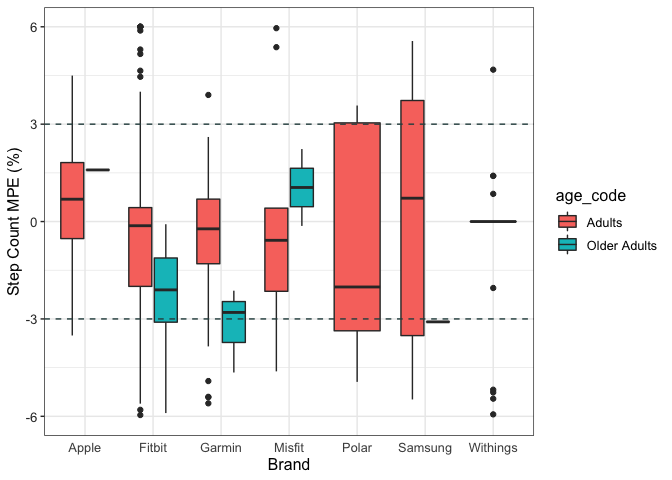 Step Count MPE (%)
6
3
0
-3
-6
Apple Fitbit Garmin Misfit Polar Samsung Withings
Brand
age_code
Adults
Older Adults